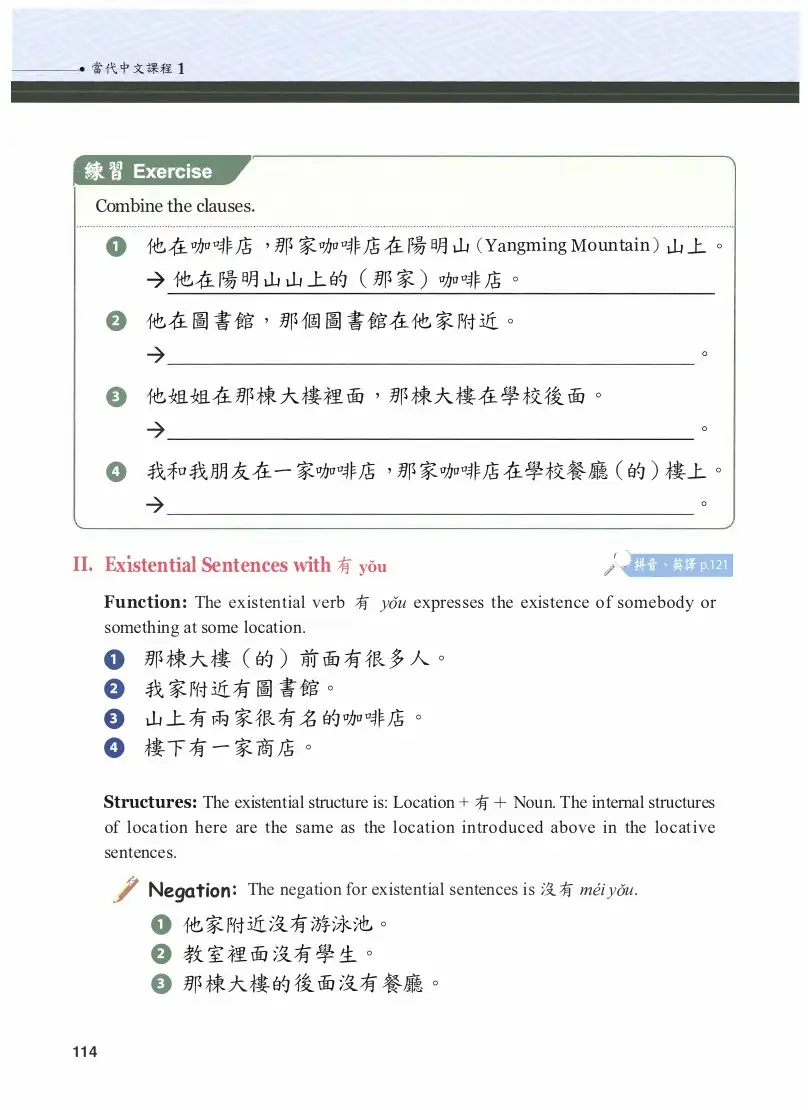 當代中文課程 1
練習 Exercise
Combine the clauses.
1 他在咖啡店，那家咖啡店在陽明山（Yangming Mountain）山上。
→ 他在陽明山山上的（那家）咖啡店。
2 他在圖書館，那個圖書館在他家附近。
→ 。
3 他姐姐在那棟大樓裡面，那棟大樓在學校後面。
→ 。
4 我和我朋友在一家咖啡店，那家咖啡店在學校餐廳（的）樓上。
→ 。
II. Existential Sentences with 有 yǒu
拼音、英譯 p.121
Function: The existential verb 有 yǒu expresses the existence of somebody or
something at some location.
1 那棟大樓（的）前面有很多人。
2 我家附近有圖書館。
3 山上有兩家很有名的咖啡店。
4 樓下有一家商店。
Structures: The existential structure is: Location + 有 + Noun. The internal structures
of location here are the same as the location introduced above in the locative
sentences.
Negation: The negation for existential sentences is 沒有 méi yǒu.
1 他家附近沒有游泳池。
2 教室裡面沒有學生。
3 那棟大樓的後面沒有餐廳。
114